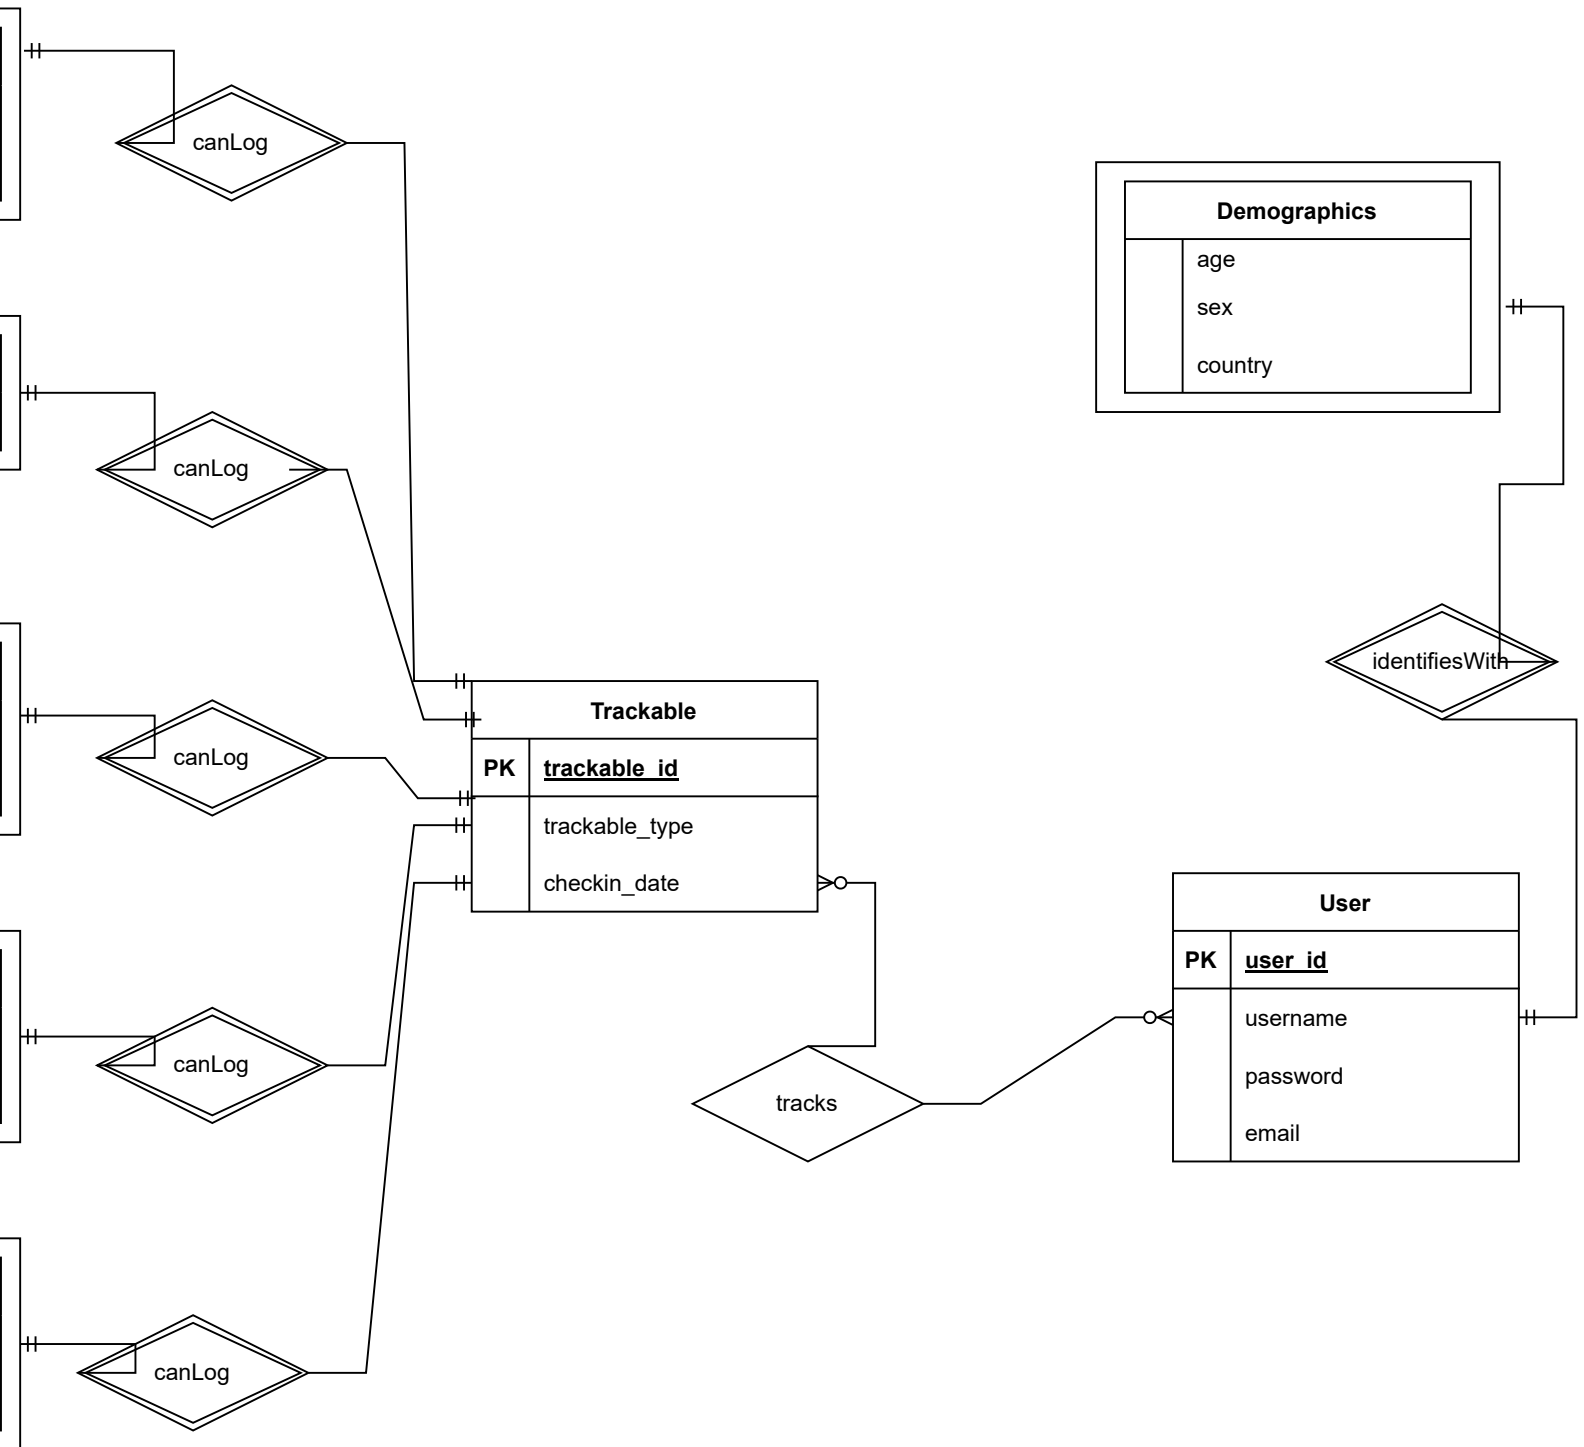 canLog
Demographics
age
sex
country
canLog
identifiesWith
Trackable
PK trackable_id
trackable_type
checkin_date
canLog
User
PK user_id
username
password
email
canLog
tracks
canLog